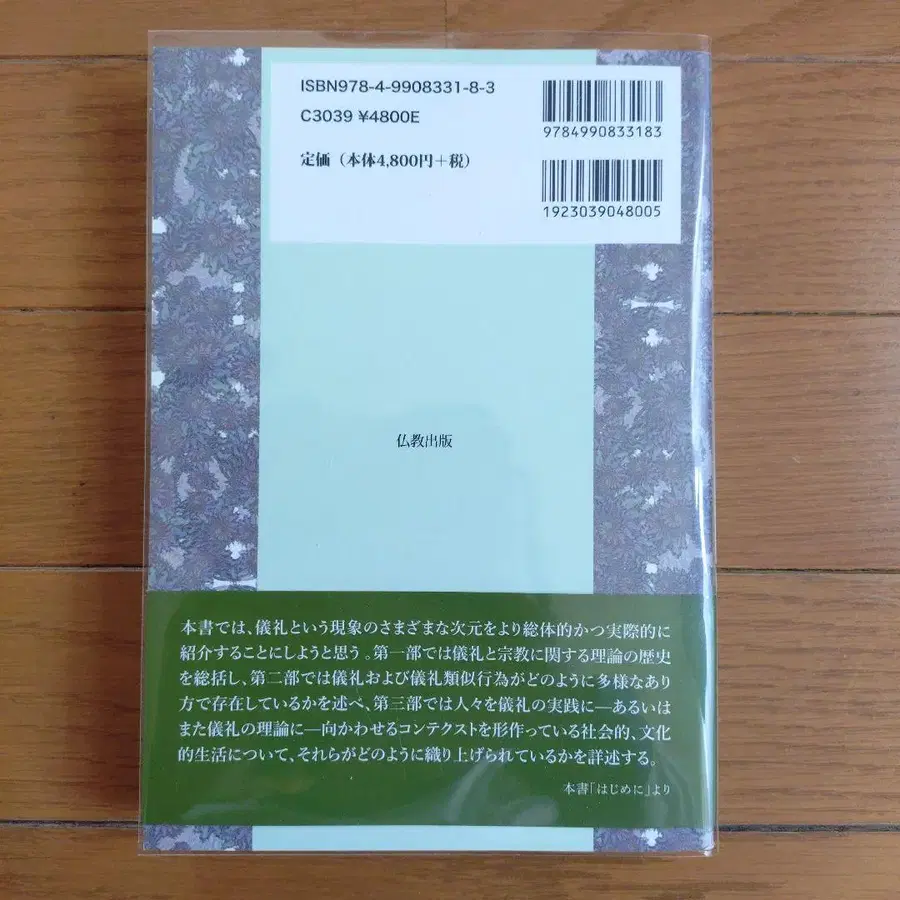 ISBN978-4-9908331-8-3
C3039 ¥4800E
定価（本体4,800円＋税）
9784990833183
1923039048005
仏教出版
本書では、儀礼という現象のさまざまな次元をより総体的かつ実際的に
紹介することにしようと思う。第一部では儀礼と宗教に関する理論の歴史
を総括し、第二部では儀礼および儀礼類似行為がどのように多様なあり
方で存在しているかを述べ、第三部では人々を儀礼の実践に―あるいは
また儀礼の理論に―向かわせるコンテクストを形作っている社会的、文化
的生活について、それらがどのように織り上げられているかを詳述する。
本書「はじめに」より